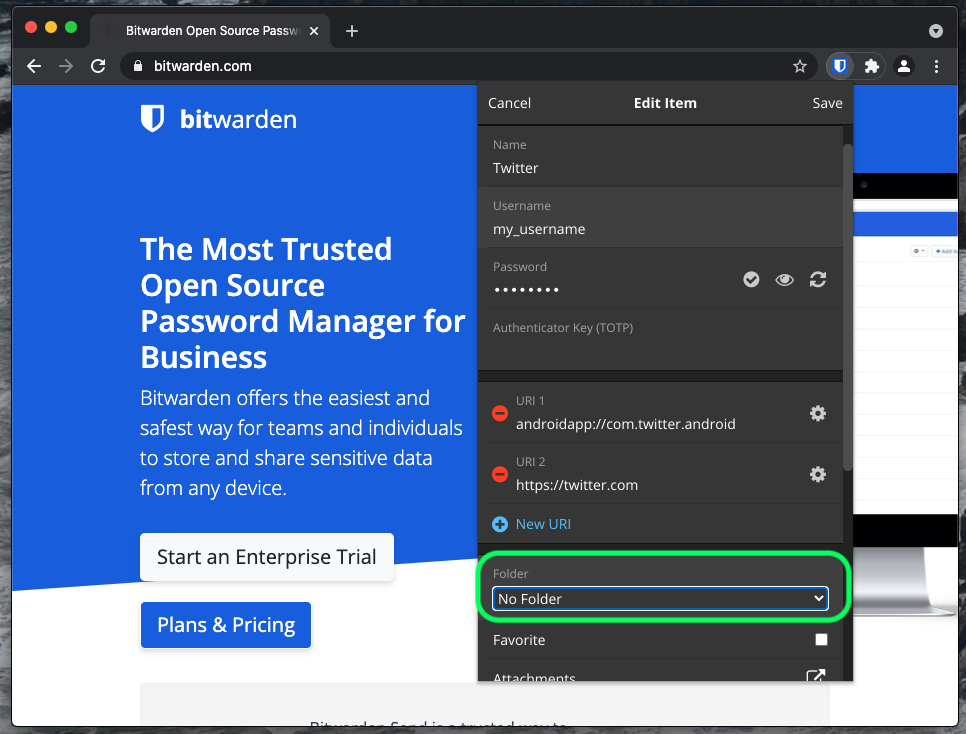 Bitwarden Open Source Passw
bitwarden.com
bitwarden
The Most Trusted
Open Source
Password Manager for
Business
Bitwarden offers the easiest and
safest way for teams and individuals
to store and share sensitive data
from any device.
Start an Enterprise Trial
Plans & Pricing
Bitwarden Send is a trusted way to
Cancel
Edit Item
Save
Name
Twitter
Username
my_username
Password
••••••••
Authenticator Key (TOTP)
URI 1
androidapp://com.twitter.android
URI 2
https://twitter.com
New URI
Folder
No Folder
Favorite
Attachments